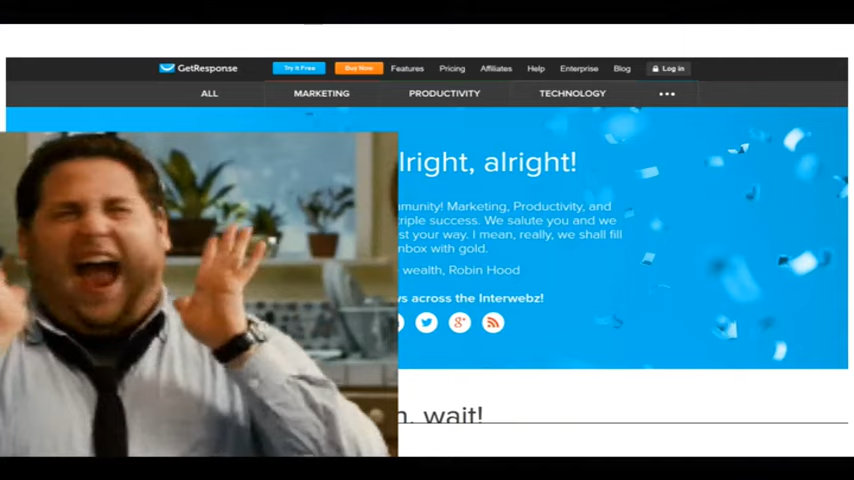 GetResponse Try it Free Buy Now Features Pricing Affiliates Help Enterprise Blog Log in
ALL MARKETING PRODUCTIVITY TECHNOLOGY
lright, alright!
mmunity! Marketing, Productivity, and
triple success. We salute you and we
st your way. I mean, really, we shall fill
nbox with gold.
wealth, Robin Hood
ws across the Interwebz!
wait!